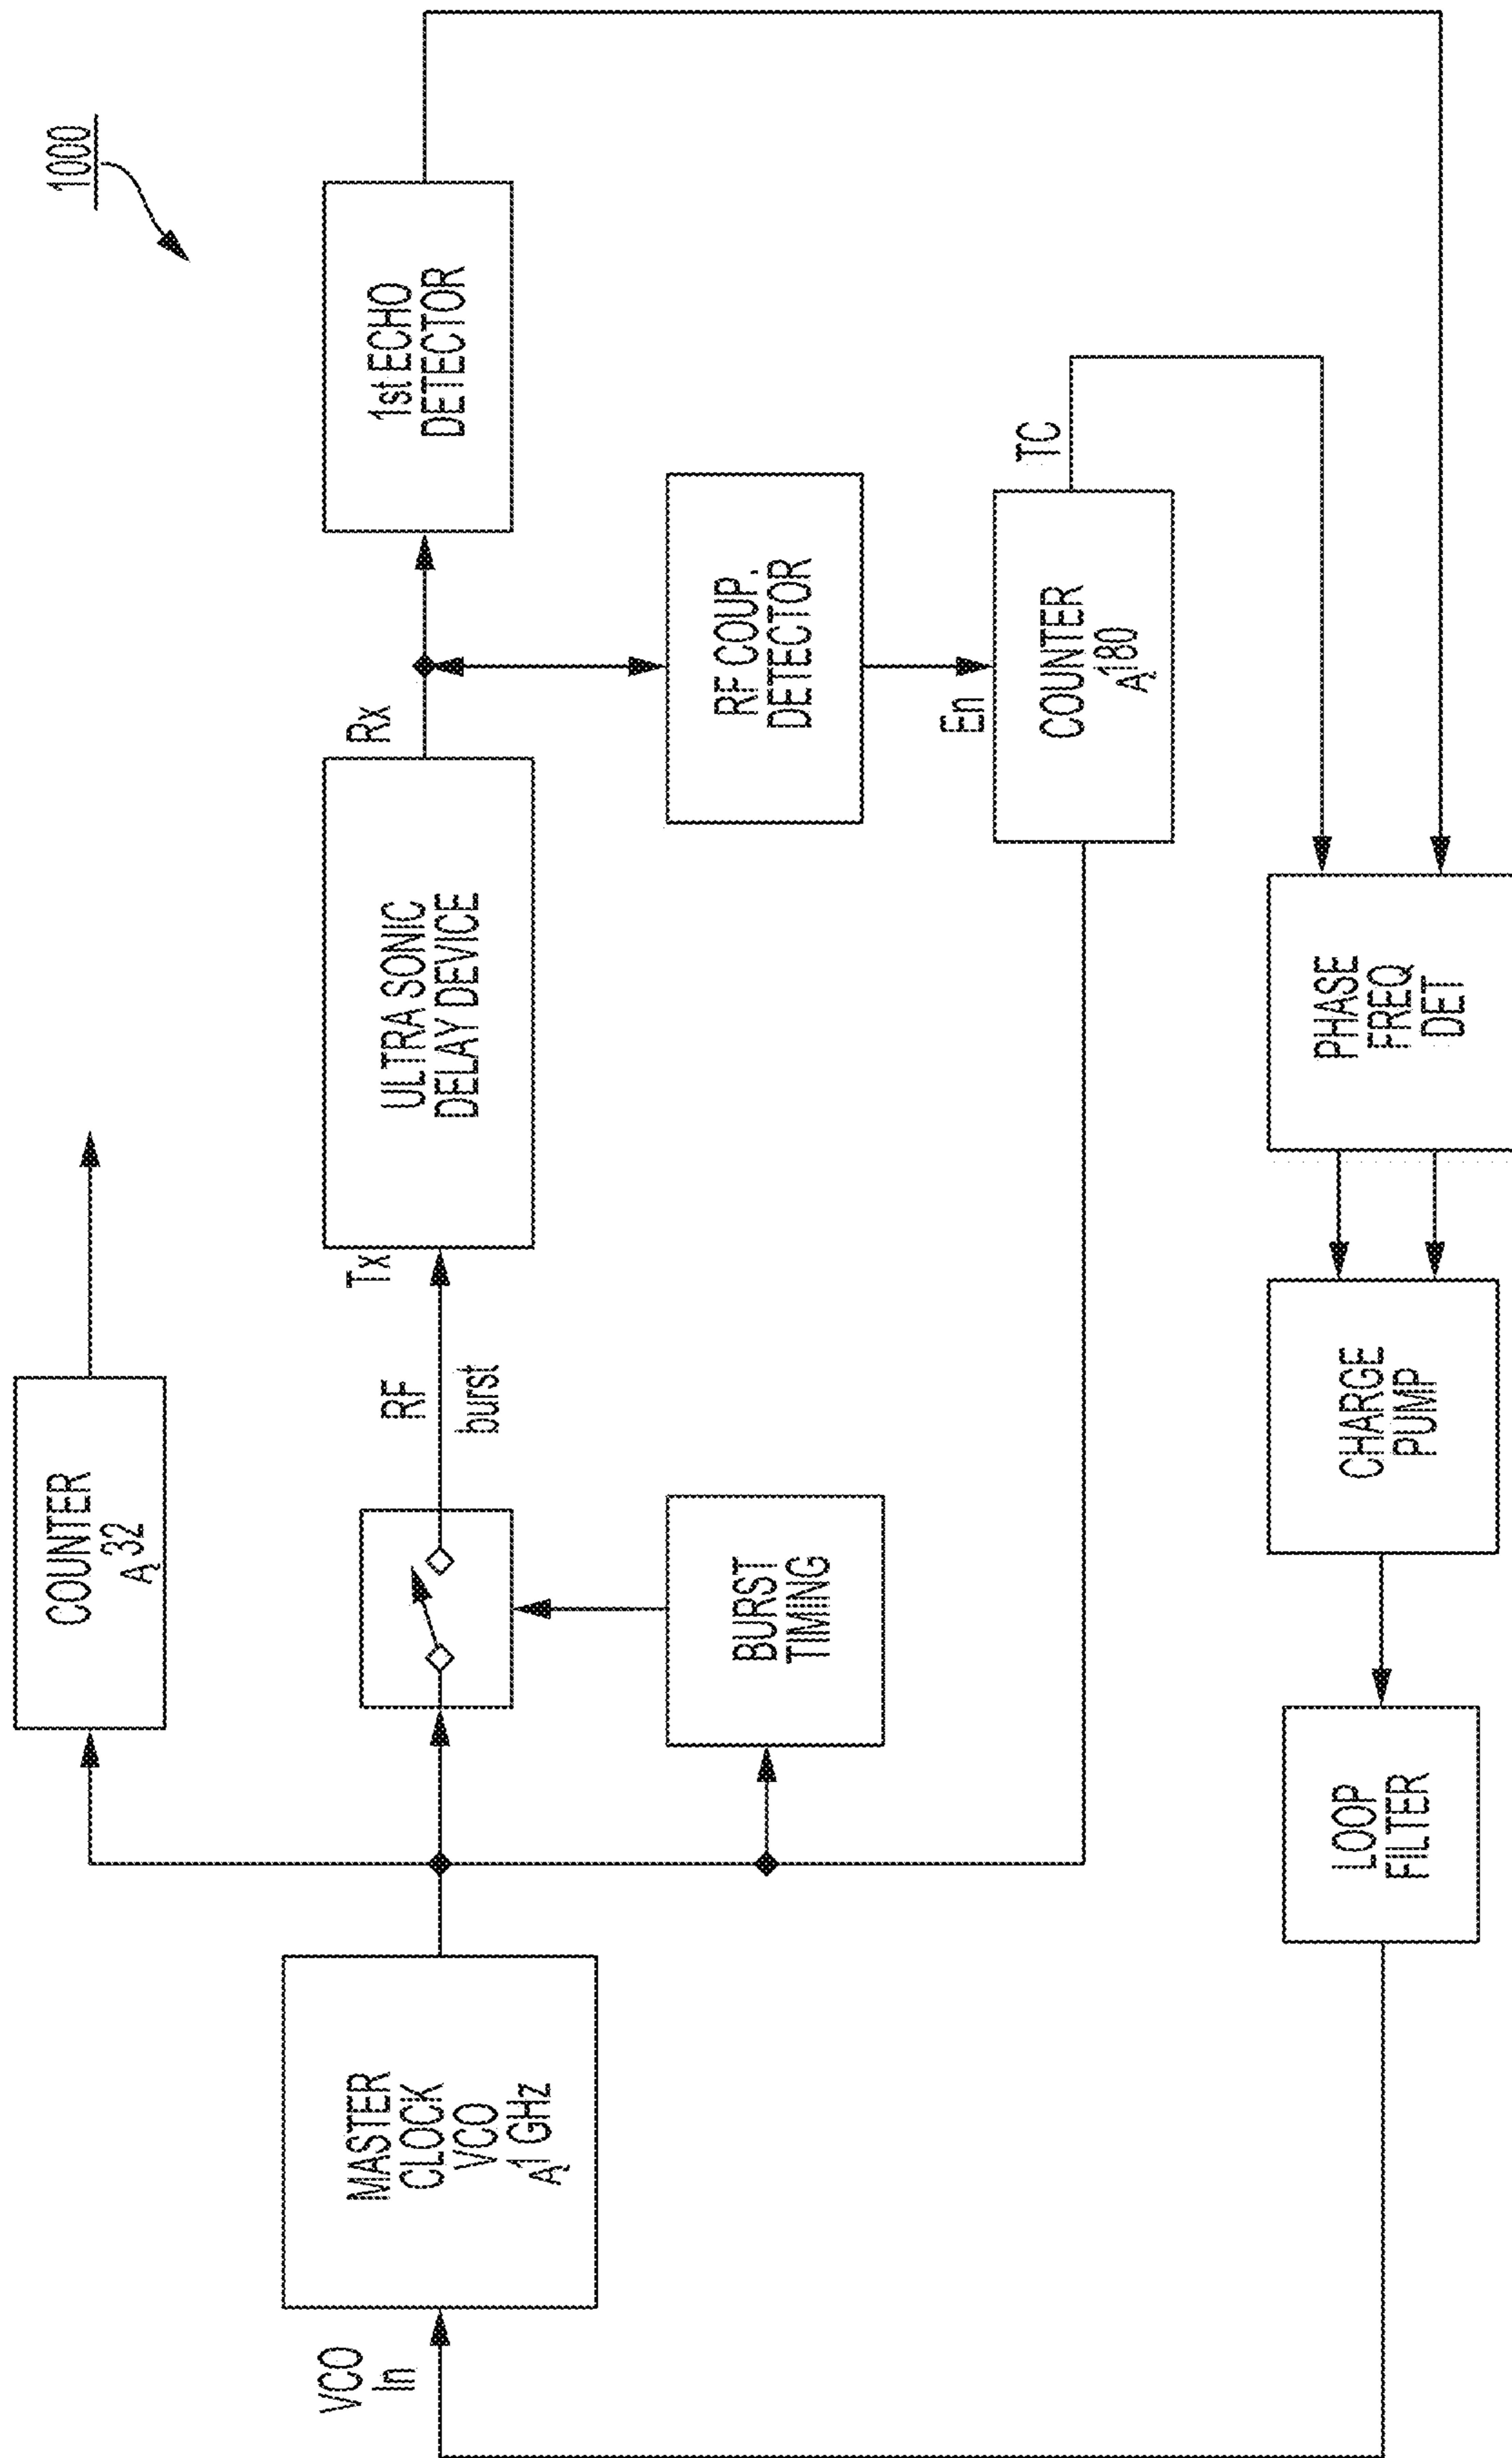 1000
COUNTER
A 32
MASTER
CLOCK
VCO
A 1 GHz
VCO
In
RF
burst
Tx
ULTRA SONIC
DELAY DEVICE
Rx
1st ECHO
DETECTOR
BURST
TIMING
RF COUP.
DETECTOR
En
COUNTER
A 180
TC
LOOP
FILTER
CHARGE
PUMP
PHASE
FREQ
DET